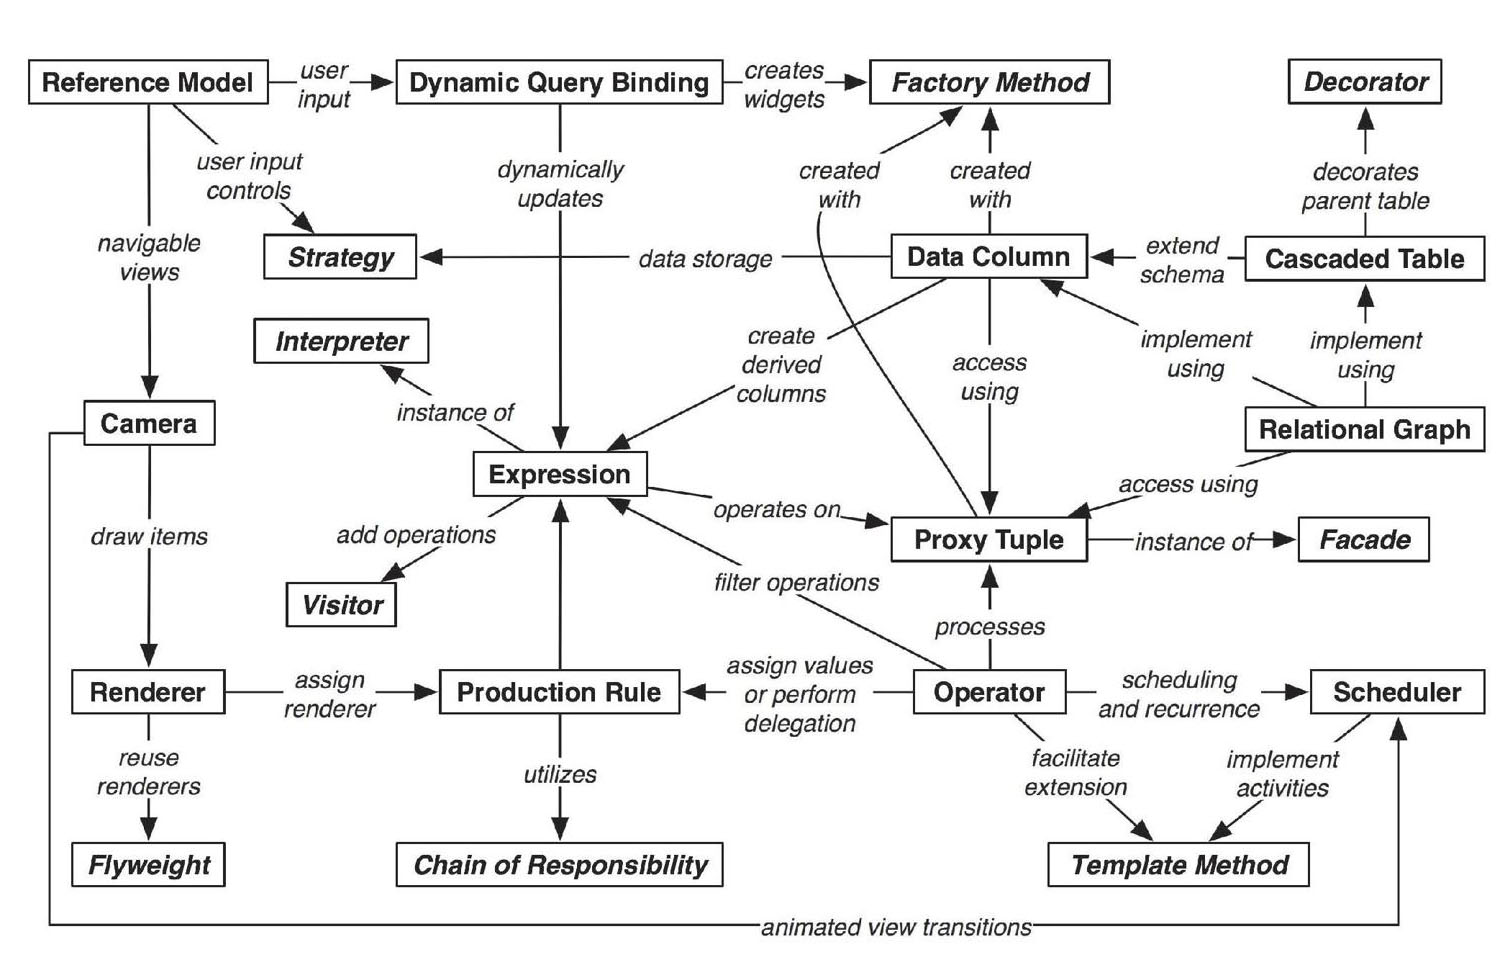 Reference Model
user
input
Dynamic Query Binding
creates
widgets
Factory Method
Decorator
user input
controls
dynamically
updates
created
with
created
with
decorates
parent table
navigable
views
Strategy
data storage
Data Column
extend
schema
Cascaded Table
Interpreter
create
derived
columns
access
using
implement
using
implement
using
Camera
instance of
Relational Graph
Expression
operates on
access using
draw items
add operations
Proxy Tuple
instance of
Facade
Visitor
filter operations
processes
Renderer
assign
renderer
Production Rule
assign values
or perform
delegation
Operator
scheduling
and recurrence
Scheduler
reuse
renderers
utilizes
facilitate
extension
implement
activities
Flyweight
Chain of Responsibility
Template Method
animated view transitions